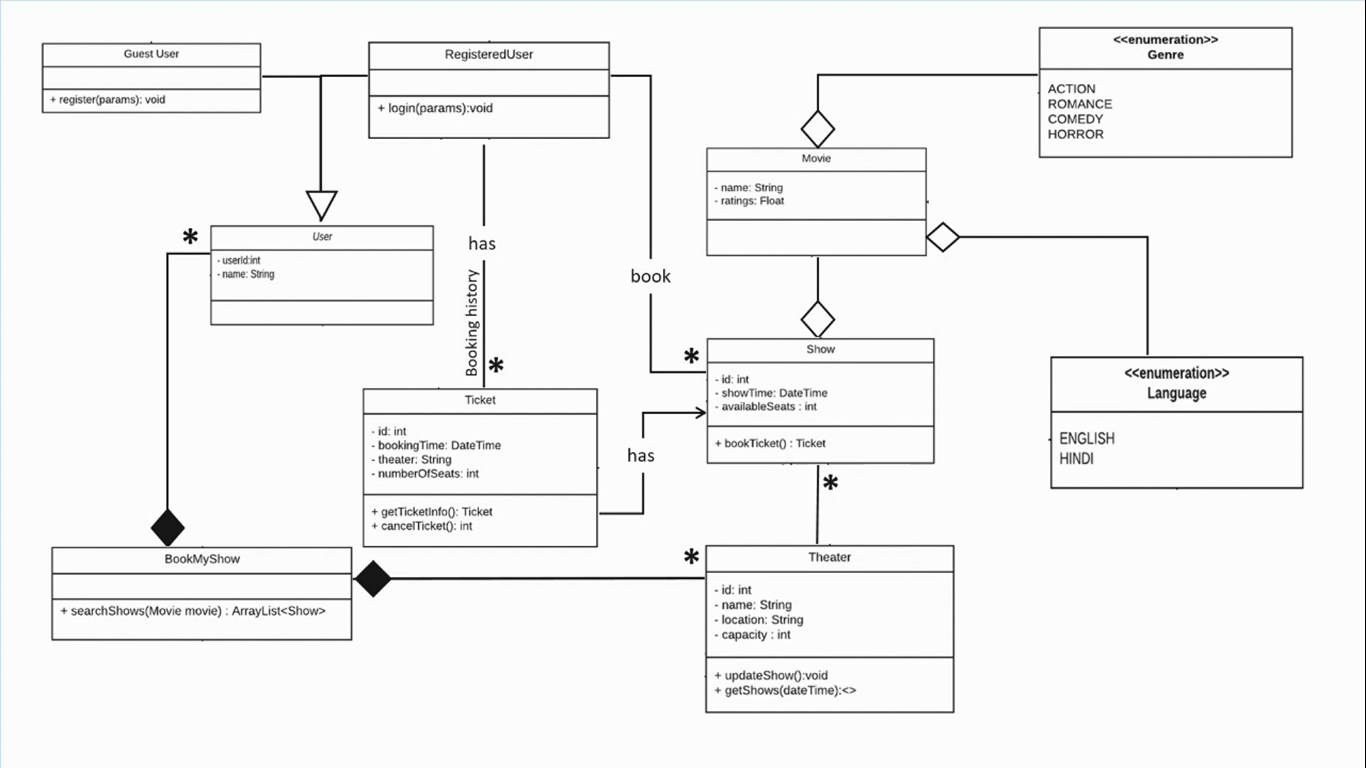 Guest User
+ register(params): void
RegisteredUser
+ login(params):void
<<enumeration>>
Genre
ACTION
ROMANCE
COMEDY
HORROR
Movie
- name: String
- ratings: Float
*
User
- userId:int
- name: String
has
Booking history
*
book
*
Show
- id: int
- showTime: DateTime
- availableSeats : int
+ bookTicket() : Ticket
*
<<enumeration>>
Language
ENGLISH
HINDI
Ticket
- id: int
- bookingTime: DateTime
- theater: String
- numberOfSeats: int
+ getTicketInfo(): Ticket
+ cancelTicket(): int
has
BookMyShow
+ searchShows(Movie movie) : ArrayList<Show>
*
Theater
- id: int
- name: String
- location: String
- capacity : int
+ updateShow():void
+ getShows(dateTime):<>